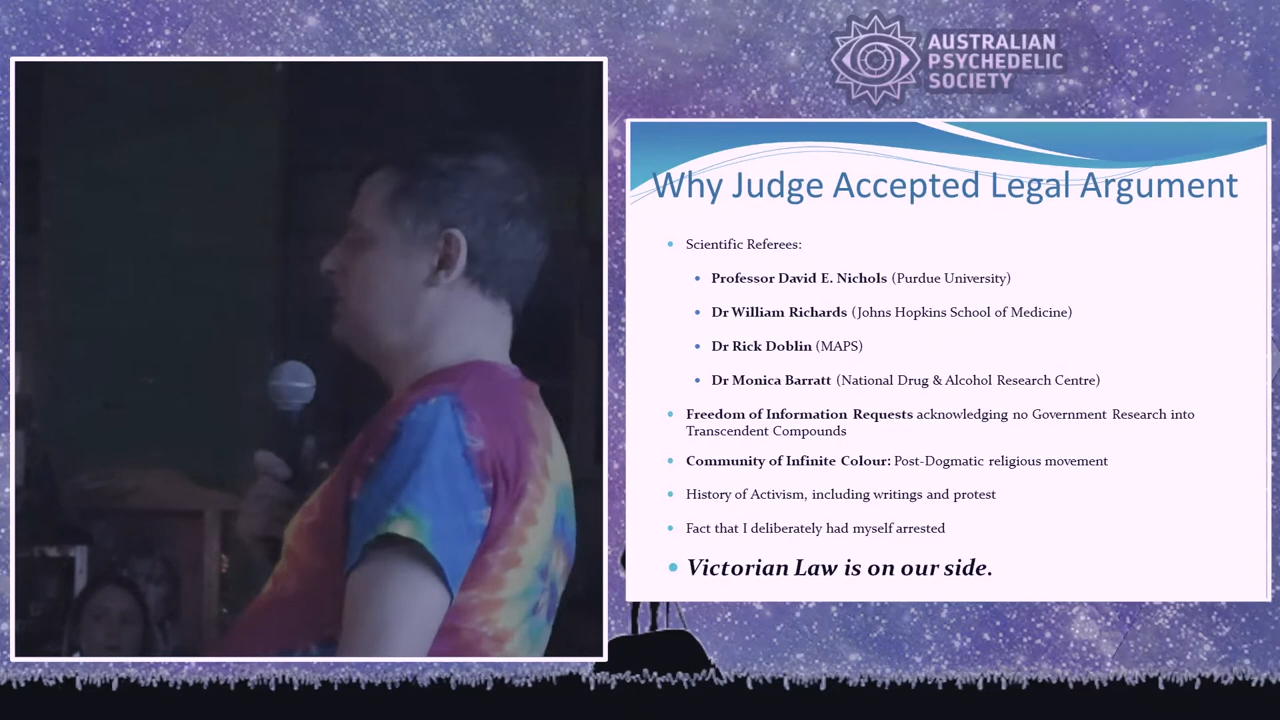 AUSTRALIAN
PSYCHEDELIC
SOCIETY
Why Judge Accepted Legal Argument
Scientific Referees:
Professor David E. Nichols (Purdue University)
Dr William Richards (Johns Hopkins School of Medicine)
Dr Rick Doblin (MAPS)
Dr Monica Barratt (National Drug & Alcohol Research Centre)
Freedom of Information Requests acknowledging no Government Research into
Transcendent Compounds
Community of Infinite Colour: Post-Dogmatic religious movement
History of Activism, including writings and protest
Fact that I deliberately had myself arrested
Victorian Law is on our side.